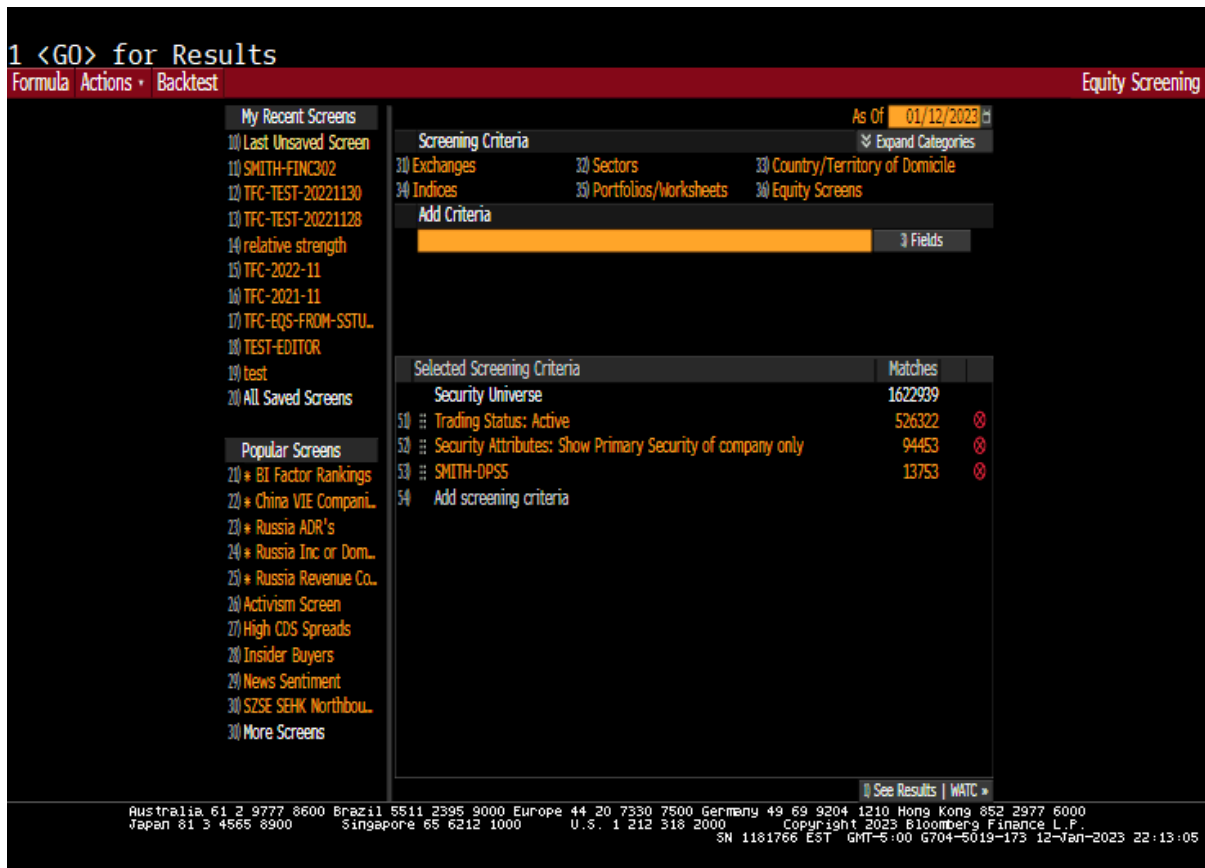 1 <GO> for Results
Formula Actions Backtest Equity Screening
My Recent Screens
10) Last Unsaved Screen
11) SMITH-FINC302
12) TFC-TEST-20221130
13) TFC-TEST-20221128
14) relative strength
15) TFC-2022-11
16) TFC-2021-11
17) TFC-EQS-FROM-SSTU...
18) TEST-EDITOR
19) test
20) All Saved Screens
Popular Screens
21) * BI Factor Rankings
22) * China VIE Compani...
23) * Russia ADR's
24) * Russia Inc or Dom...
25) * Russia Revenue Co...
26) Activism Screen
27) High CDS Spreads
28) Insider Buyers
29) News Sentiment
30) SZSE SEHK Northbou...
30) More Screens
As Of 01/12/2023
Screening Criteria Expand Categories
31) Exchanges 32) Sectors 33) Country/Territory of Domicile
34) Indices 35) Portfolios/Worksheets 36) Equity Screens
Add Criteria
3) Fields
Selected Screening Criteria Matches
Security Universe 1622939
51) Trading Status: Active 526322
52) Security Attributes: Show Primary Security of company only 94453
53) SMITH-DPS5 13753
54) Add screening criteria
1) See Results | WATC »
Australia 61 2 9777 8600 Brazil 5511 2395 9000 Europe 44 20 7330 7500 Germany 49 69 9204 1210 Hong Kong 852 2977 6000
Japan 81 3 4565 8900 Singapore 65 6212 1000 U.S. 1 212 318 2000 Copyright 2023 Bloomberg Finance L.P.
SN 1181766 EST GMT-5:00 G704-5019-173 12-Jan-2023 22:13:05